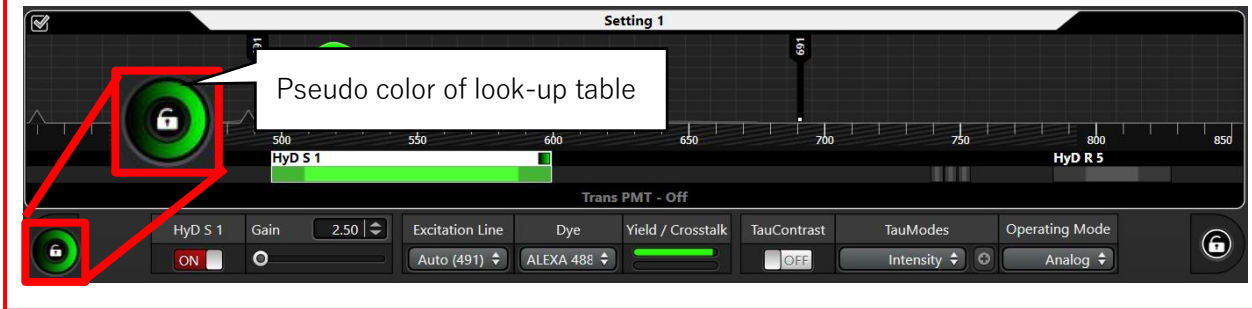 Setting 1
691
Pseudo color of look-up table
500 550 600 650 700 750 800 850
HyD S 1 HyD R 5
Trans PMT - Off
HyD S 1 Gain 2.50 Excitation Line Dye Yield / Crosstalk TauContrast TauModes Operating Mode
ON Auto (491) ALEXA 488 OFF Intensity Analog